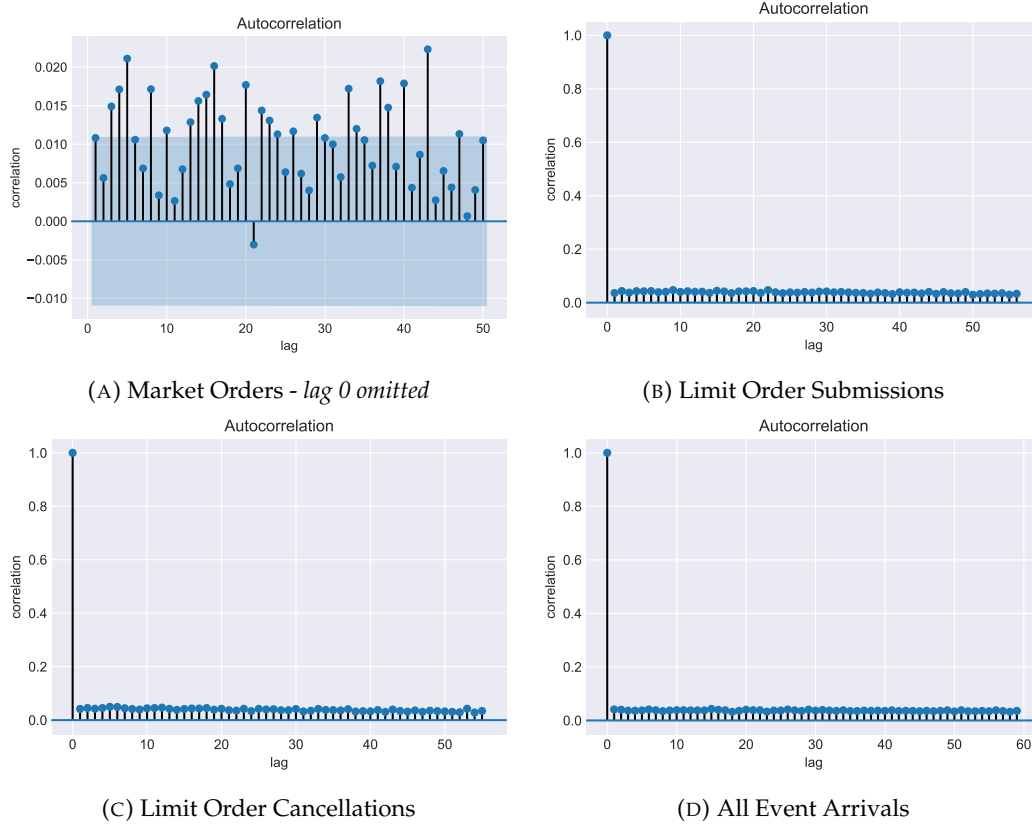 Autocorrelation
0.020
0.015
0.010
0.005
0.000
−0.005
−0.010
correlation
0 10 20 30 40 50
lag
(A) Market Orders - lag 0 omitted
Autocorrelation
1.0
0.8
0.6
0.4
0.2
0.0
correlation
0 10 20 30 40 50
lag
(B) Limit Order Submissions
Autocorrelation
1.0
0.8
0.6
0.4
0.2
0.0
correlation
0 10 20 30 40 50
lag
(C) Limit Order Cancellations
Autocorrelation
1.0
0.8
0.6
0.4
0.2
0.0
correlation
0 10 20 30 40 50 60
lag
(D) All Event Arrivals